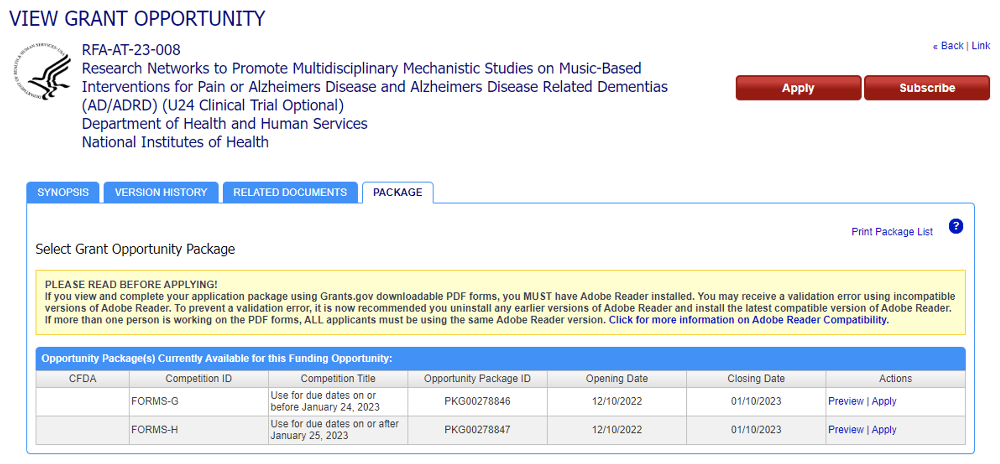 VIEW GRANT OPPORTUNITY
DEPARTMENT OF HEALTH & HUMAN SERVICES • USA
RFA-AT-23-008
Research Networks to Promote Multidisciplinary Mechanistic Studies on Music-Based
Interventions for Pain or Alzheimers Disease and Alzheimers Disease Related Dementias
(AD/ADRD) (U24 Clinical Trial Optional)
Department of Health and Human Services
National Institutes of Health
« Back | Link
Apply Subscribe
SYNOPSIS VERSION HISTORY RELATED DOCUMENTS PACKAGE
Print Package List ?
Select Grant Opportunity Package
PLEASE READ BEFORE APPLYING!
If you view and complete your application package using Grants.gov downloadable PDF forms, you MUST have Adobe Reader installed. You may receive a validation error using incompatible
versions of Adobe Reader. To prevent a validation error, it is now recommended you uninstall any earlier versions of Adobe Reader and install the latest compatible version of Adobe Reader.
If more than one person is working on the PDF forms, ALL applicants must be using the same Adobe Reader version. Click for more information on Adobe Reader Compatibility.
Opportunity Package(s) Currently Available for this Funding Opportunity:
CFDA Competition ID Competition Title Opportunity Package ID Opening Date Closing Date Actions
FORMS-G Use for due dates on or PKG00278846 12/10/2022 01/10/2023 Preview | Apply
before January 24, 2023
FORMS-H Use for due dates on or after PKG00278847 12/10/2022 01/10/2023 Preview | Apply
January 25, 2023